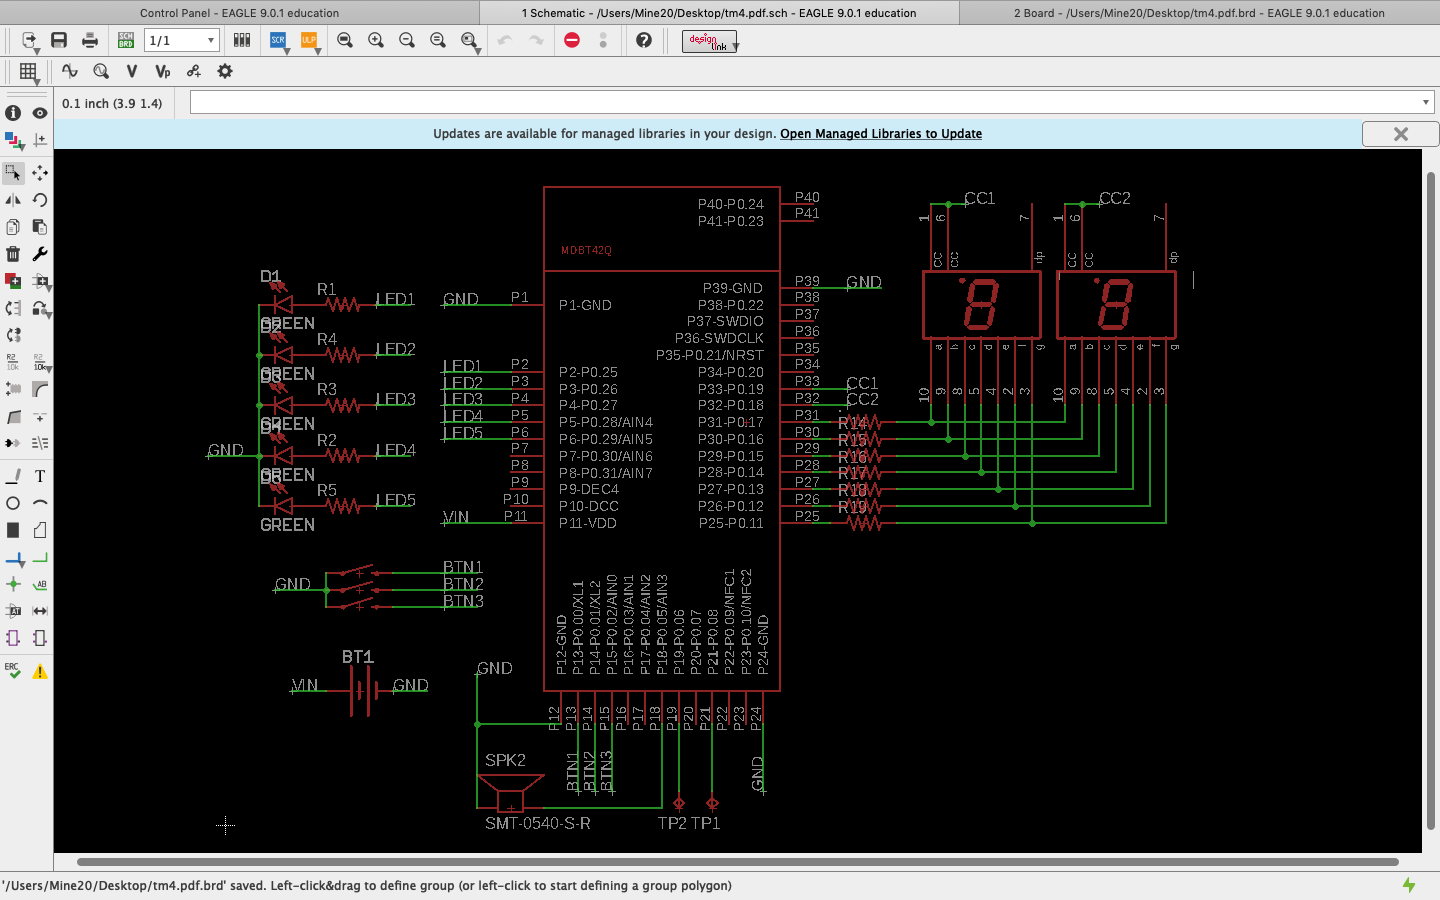 Control Panel - EAGLE 9.0.1 education
1 Schematic - /Users/Mine20/Desktop/tm4.pdf.sch - EAGLE 9.0.1 education
2 Board - /Users/Mine20/Desktop/tm4.pdf.brd - EAGLE 9.0.1 education
SCH
BRD
1/1
SCR
ULP
design
link
0.1 inch (3.9 1.4)
Updates are available for managed libraries in your design. Open Managed Libraries to Update
R2
10k
R2
10k
T
ERC
D1
R1
LED1
GREEN
R4
LED2
GREEN
R3
LED3
GREEN
R2
LED4
GND
GREEN
R5
LED5
GREEN
GND
P1
LED1
P2
LED2
P3
LED3
P4
LED4
P5
LED5
P6
P7
P8
P9
P10
VIN
P11
MDBT42Q
P1-GND
P2-P0.25
P3-P0.26
P4-P0.27
P5-P0.28/AIN4
P6-P0.29/AIN5
P7-P0.30/AIN6
P8-P0.31/AIN7
P9-DEC4
P10-DCC
P11-VDD
P40-P0.24
P41-P0.23
P39-GND
P38-P0.22
P37-SWDIO
P36-SWDCLK
P35-P0.21/NRST
P34-P0.20
P33-P0.19
P32-P0.18
P31-P0.17
P30-P0.16
P29-P0.15
P28-P0.14
P27-P0.13
P26-P0.12
P25-P0.11
P12-GND
P13-P0.00/XL1
P14-P0.01/XL2
P15-P0.02/AIN0
P16-P0.03/AIN1
P17-P0.04/AIN2
P18-P0.05/AIN3
P19-P0.06
P20-P0.07
P21-P0.08
P22-P0.09/NFC1
P23-P0.10/NFC2
P24-GND
P40
P41
P39
GND
P38
P37
P36
P35
P34
P33
CC1
P32
CC2
P31
R14
P30
R15
P29
R16
P28
R17
P27
R18
P26
R19
P25
CC1
1
6
7
CC
CC
dp
10
9
8
5
4
2
3
CC2
1
6
7
CC
CC
dp
a
b
c
d
e
f
g
10
9
8
5
4
2
3
GND
BTN1
BTN2
BTN3
BT1
VIN
GND
GND
P12
P13
P14
P15
P16
P17
P18
P19
P20
P21
P22
P23
P24
BTN1
BTN2
BTN3
GND
SPK2
SMT-0540-S-R
TP2
TP1
'/Users/Mine20/Desktop/tm4.pdf.brd' saved. Left-click&drag to define group (or left-click to start defining a group polygon)